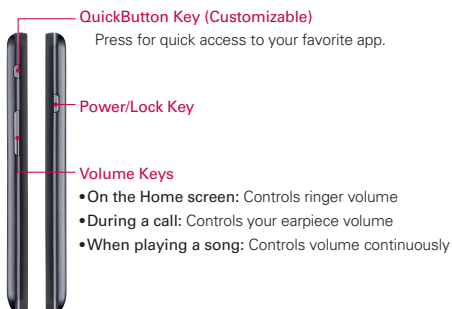 QuickButton Key (Customizable)
Press for quick access to your favorite app.
Power/Lock Key
Volume Keys
•On the Home screen: Controls ringer volume
•During a call: Controls your earpiece volume
•When playing a song: Controls volume continuously